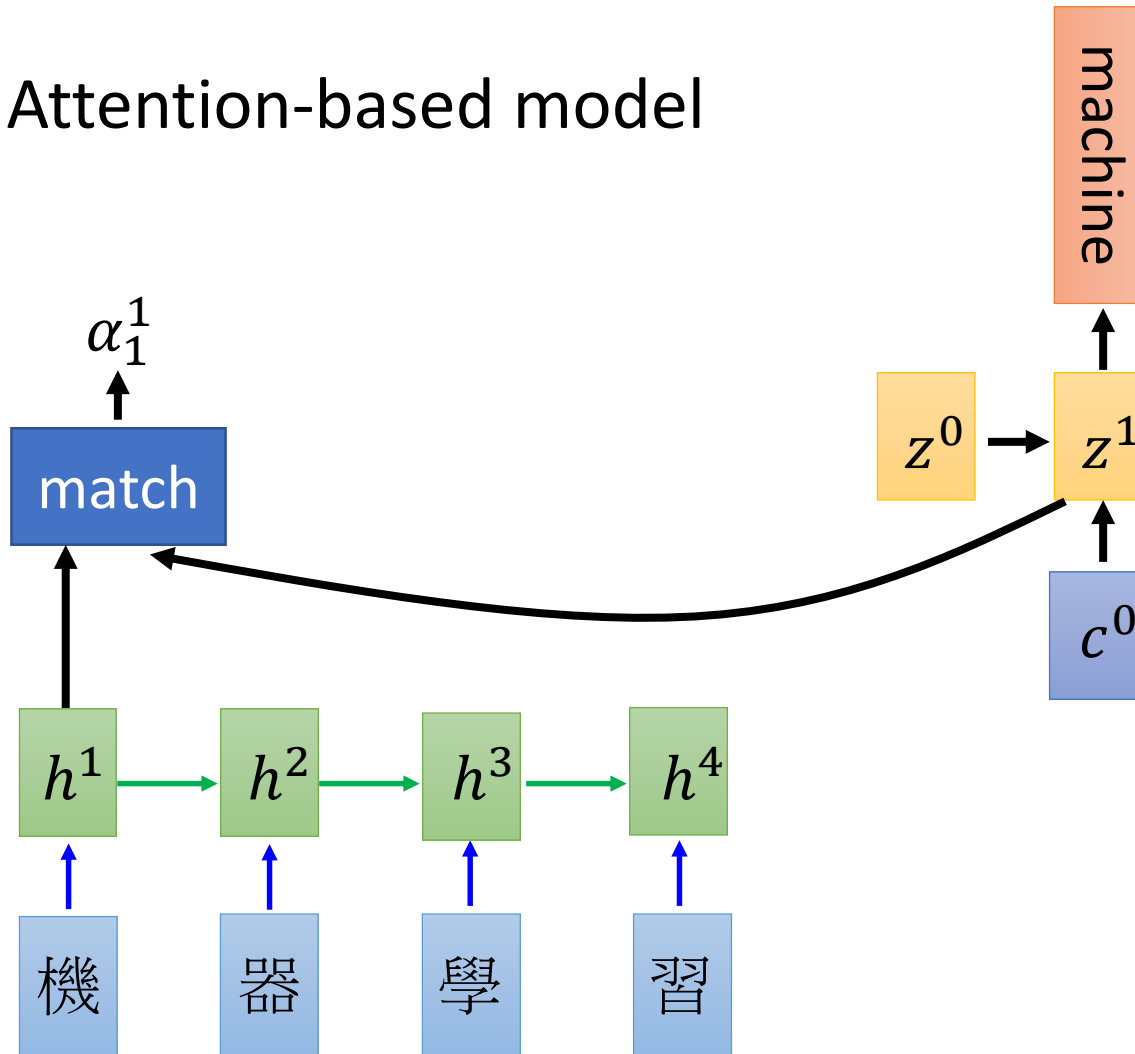 Attention-based model
machine
α₁¹
match
z⁰
z¹
c⁰
h¹
h²
h³
h⁴
機
器
學
習